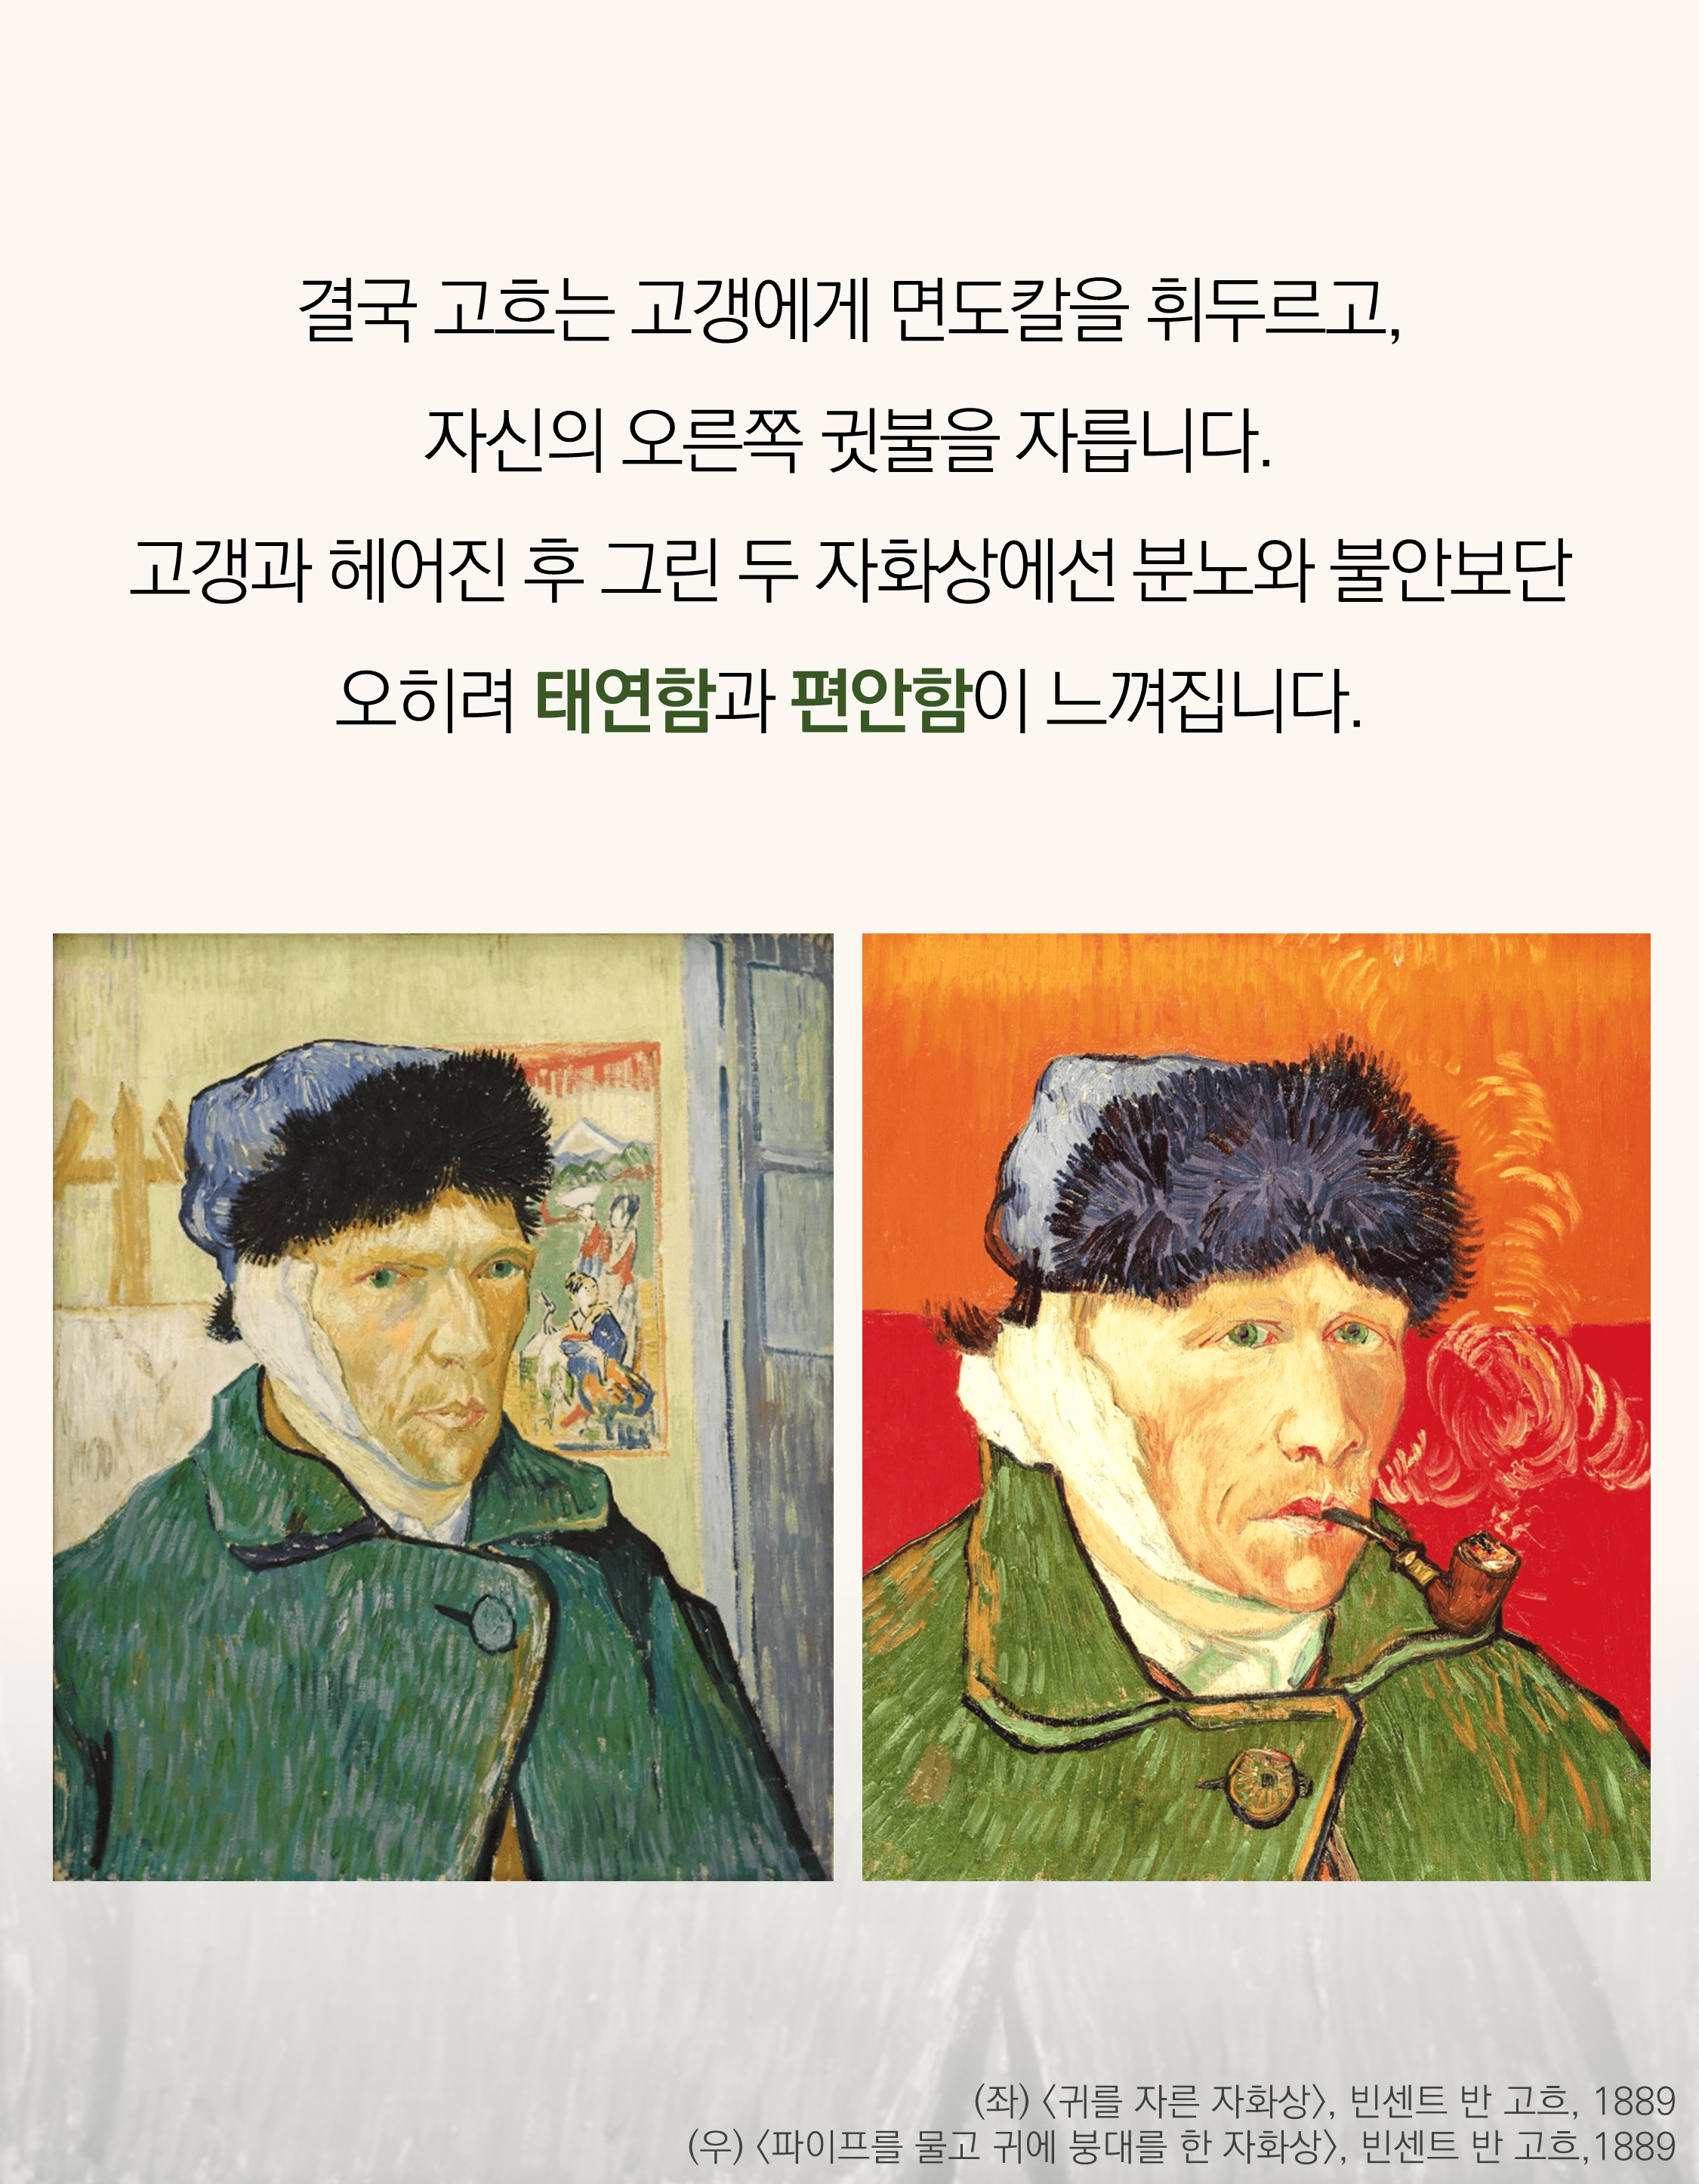 결국 고흐는 고갱에게 면도칼을 휘두르고,
자신의 오른쪽 귓불을 자릅니다.
고갱과 헤어진 후 그린 두 자화상에선 분노와 불안보단
오히려 태연함과 편안함이 느껴집니다.
(좌) 〈귀를 자른 자화상〉, 빈센트 반 고흐, 1889
(우) 〈파이프를 물고 귀에 붕대를 한 자화상〉, 빈센트 반 고흐,1889